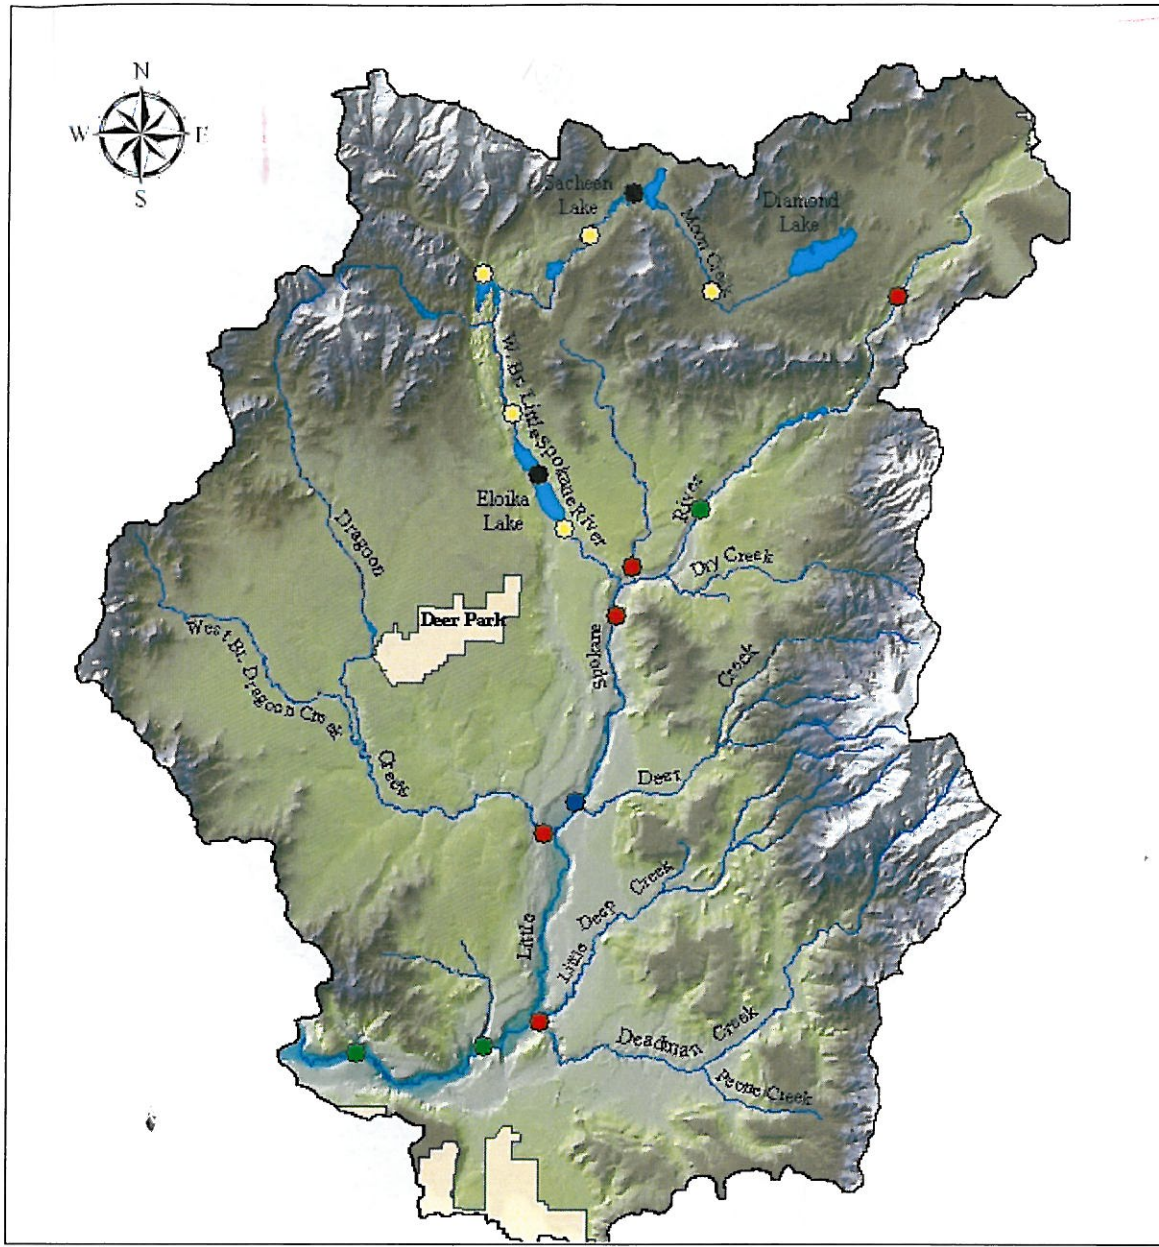 N
W E
S
Sacheen
Lake
Moon Creek
Diamond
Lake
W. Br. Little Spokane River
Eloika
Lake
River
Dry Creek
Dragoon
Deer Park
West Br. Dragoon Creek
Spokane
Creek
Deer
Creek
Little
Little Deep Creek
Deadman Creek
Peone Creek